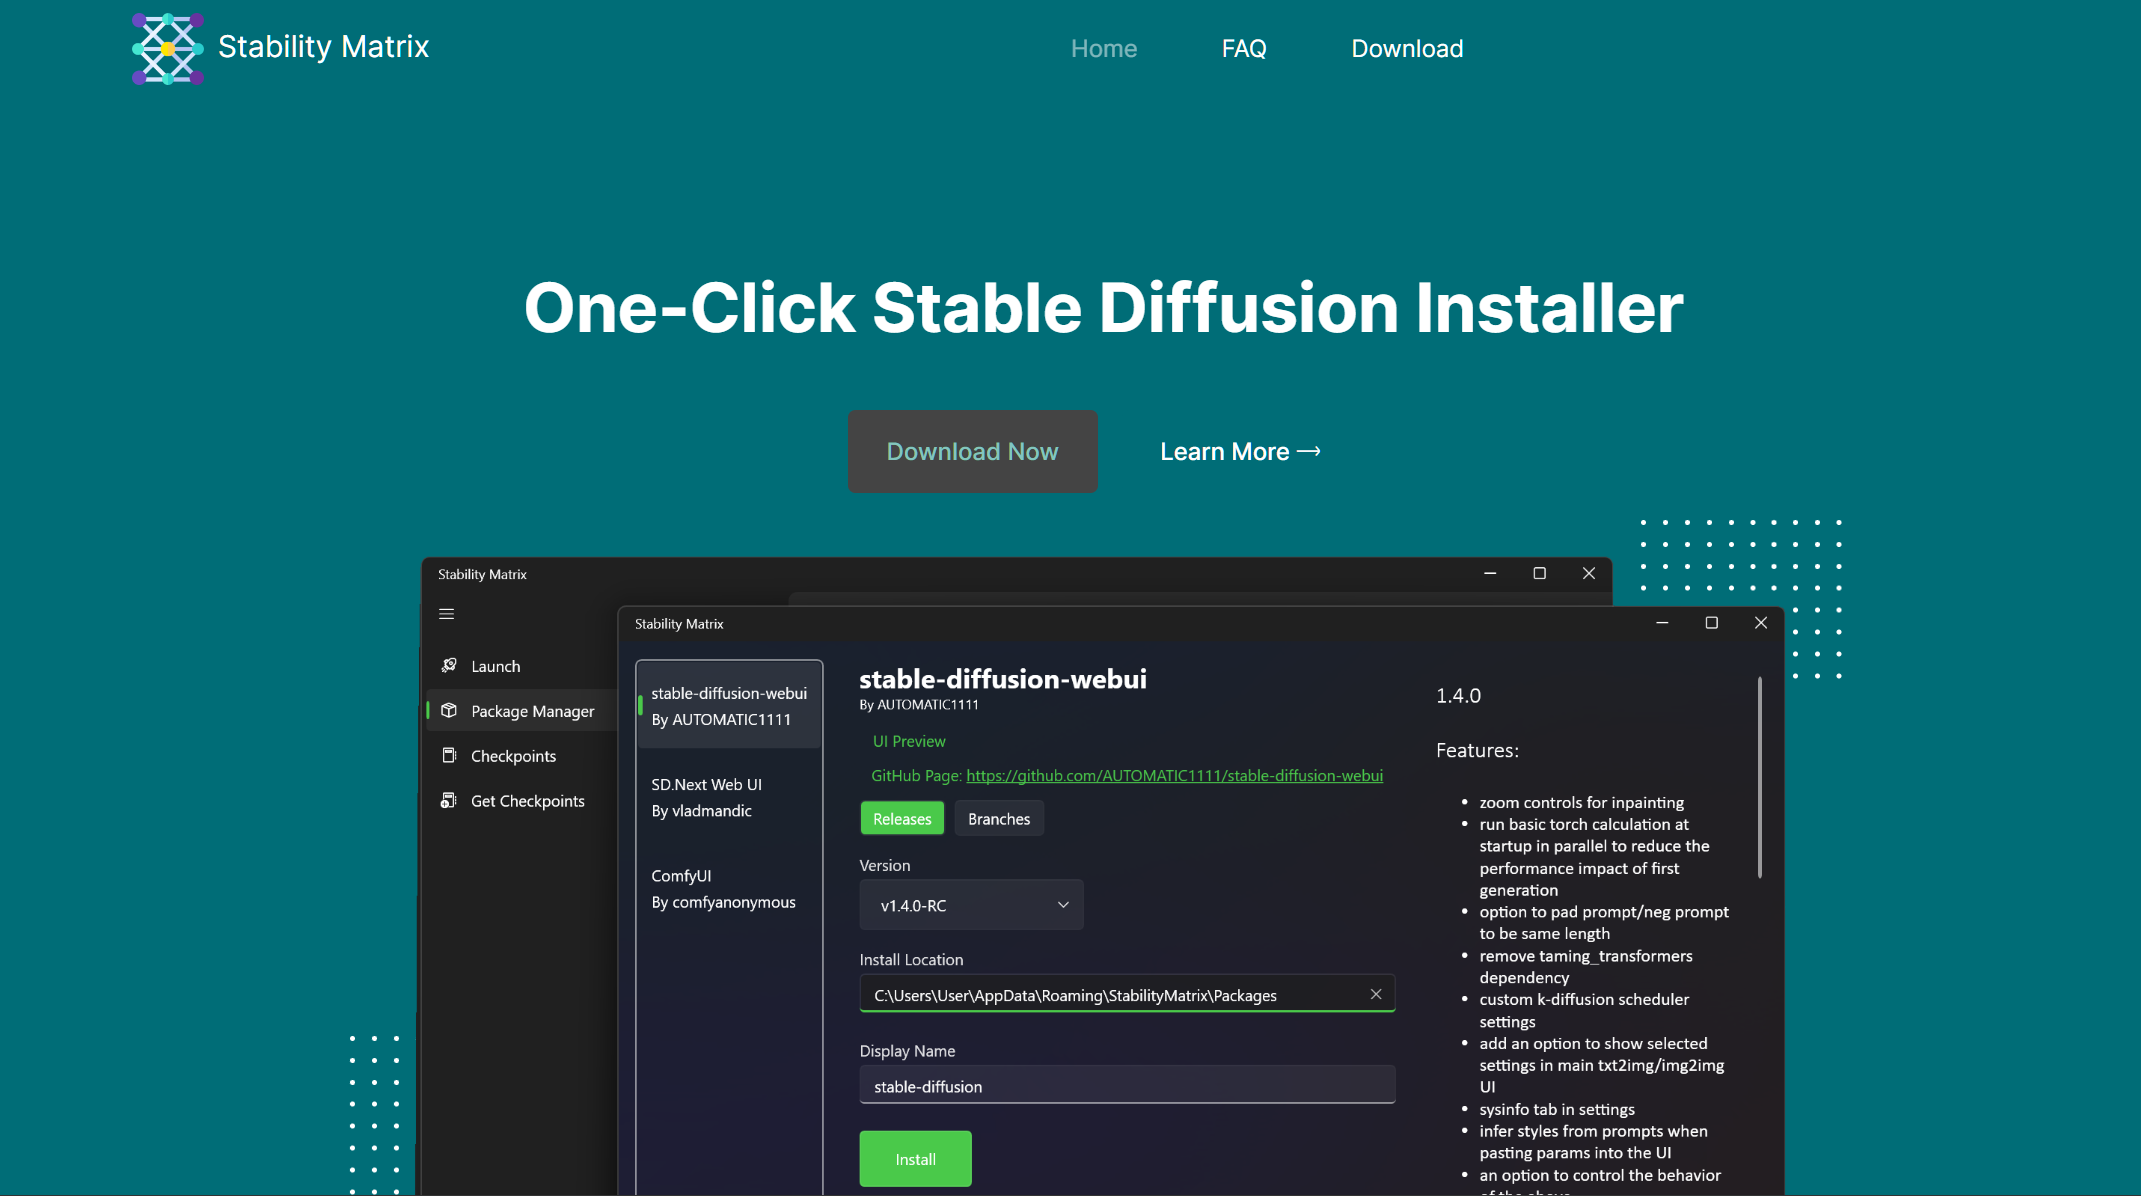 Stability Matrix
Home
FAQ
Download
One-Click Stable Diffusion Installer
Download Now
Learn More →
Stability Matrix
Launch
Package Manager
Checkpoints
Get Checkpoints
Stability Matrix
stable-diffusion-webui
By AUTOMATIC1111
SD.Next Web UI
By vladmandic
ComfyUI
By comfyanonymous
stable-diffusion-webui
By AUTOMATIC1111
UI Preview
GitHub Page: https://github.com/AUTOMATIC1111/stable-diffusion-webui
Releases
Branches
Version
v1.4.0-RC
Install Location
C:\Users\User\AppData\Roaming\StabilityMatrix\Packages
Display Name
stable-diffusion
Install
1.4.0
Features:
• zoom controls for inpainting
• run basic torch calculation at
startup in parallel to reduce the
performance impact of first
generation
• option to pad prompt/neg prompt
to be same length
• remove taming_transformers
dependency
• custom k-diffusion scheduler
settings
• add an option to show selected
settings in main txt2img/img2img
UI
• sysinfo tab in settings
• infer styles from prompts when
pasting params into the UI
• an option to control the behavior